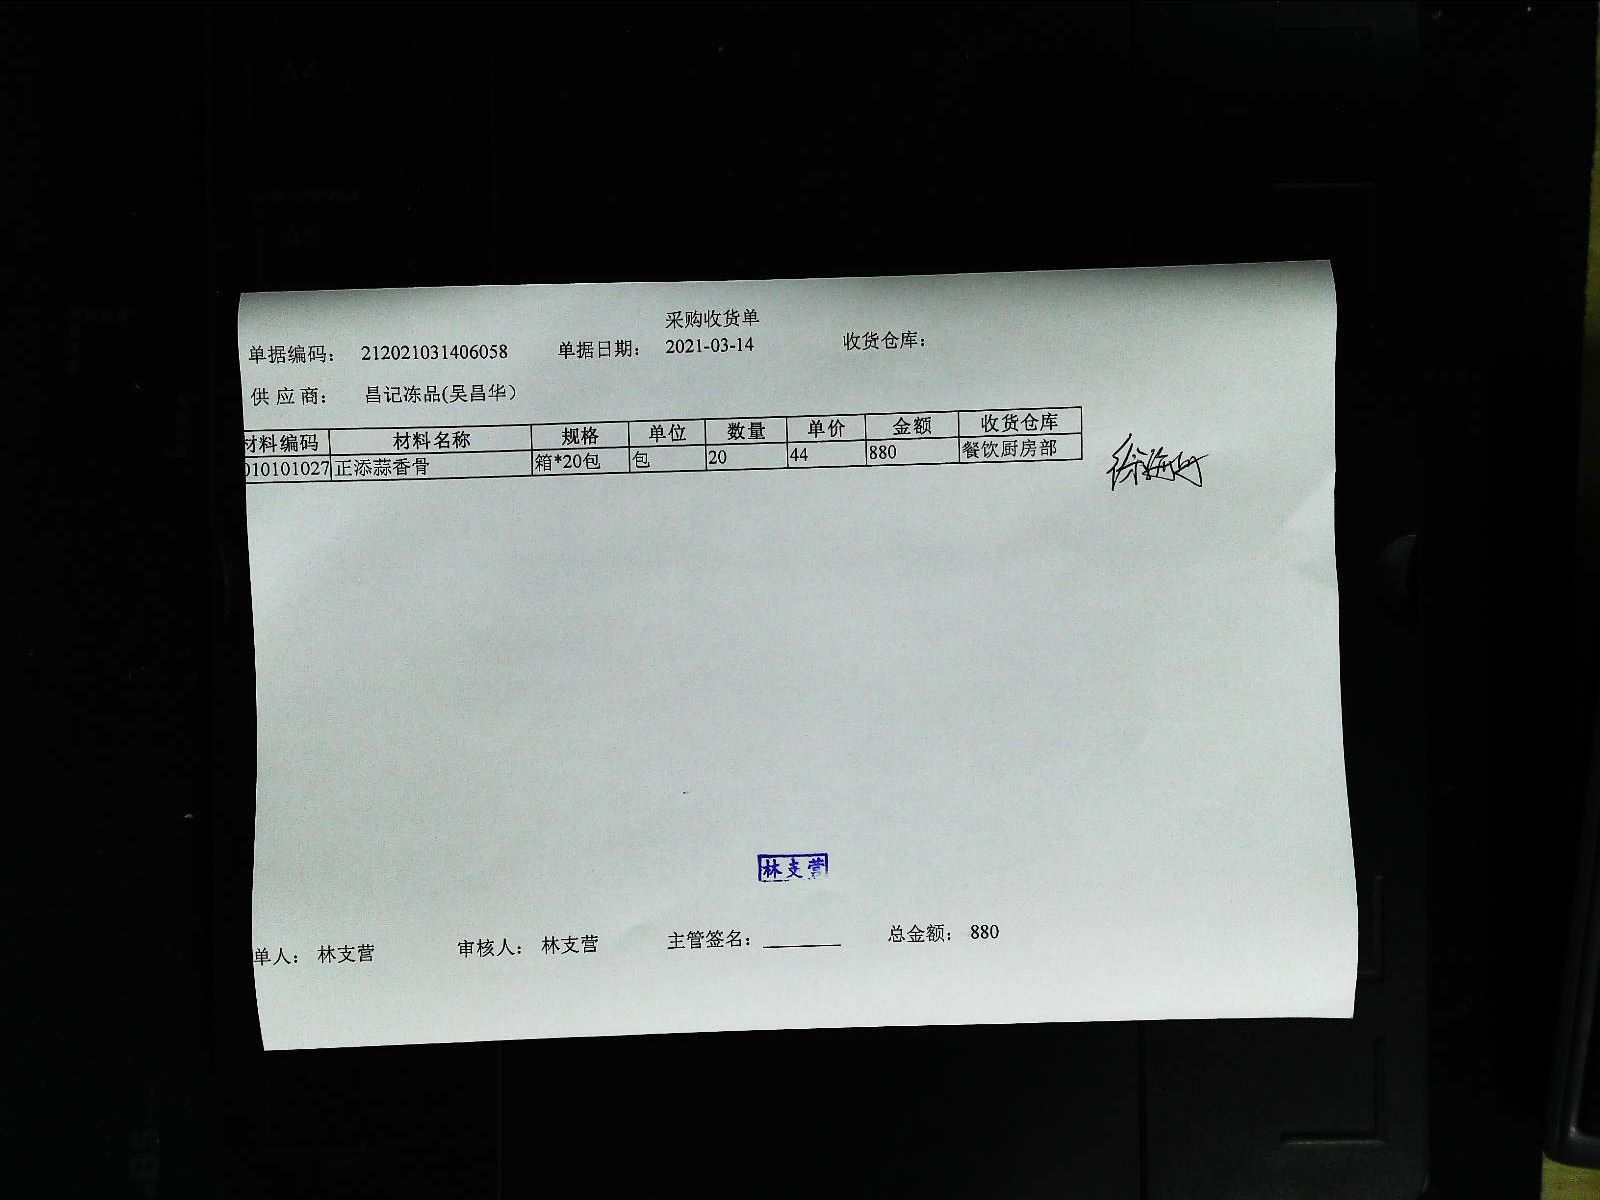 采购收货单
单据编码： 212021031406058 单据日期： 2021-03-14 收货仓库：
供 应 商： 昌记冻品(吴昌华）
材料编码 材料名称 规格 单位 数量 单价 金额 收货仓库
010101027 正添蒜香骨 箱*20包 包 20 44 880 餐饮厨房部
林支营
单人： 林支营 审核人： 林支营 主管签名： 总金额： 880